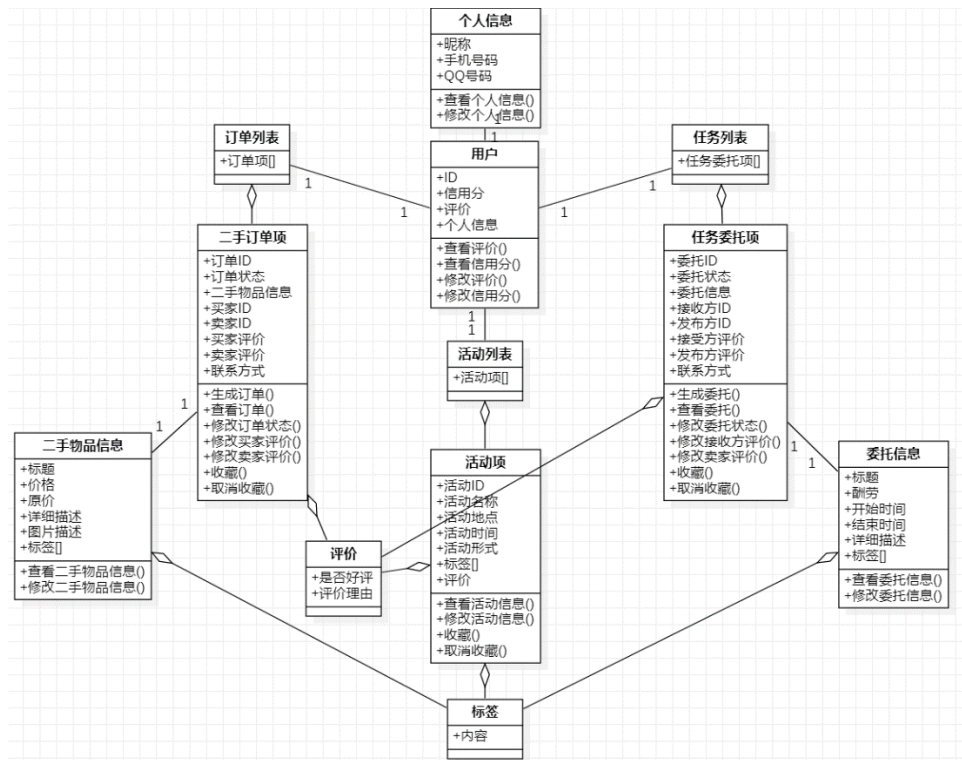 个人信息
+昵称
+手机号码
+QQ号码
+查看个人信息()
+修改个人信息()
1
1
订单列表
+订单项[]
1
1
用户
+ID
+信用分
+评价
+个人信息
+查看评价()
+查看信用分()
+修改评价()
+修改信用分()
任务列表
+任务委托项[]
1
1
二手订单项
+订单ID
+订单状态
+二手物品信息
+买家ID
+卖家ID
+买家评价
+卖家评价
+联系方式
+生成订单()
+查看订单()
+修改订单状态()
+修改买家评价()
+修改卖家评价()
+收藏()
+取消收藏()
1
1
活动列表
+活动项[]
任务委托项
+委托ID
+委托状态
+委托信息
+接收方ID
+发布方ID
+接受方评价
+发布方评价
+联系方式
+生成委托()
+查看委托()
+修改委托状态()
+修改接收方评价()
+修改卖家评价()
+收藏()
+取消收藏()
1
1
二手物品信息
+标题
+价格
+原价
+详细描述
+图片描述
+标签[]
+查看二手物品信息()
+修改二手物品信息()
评价
+是否好评
+评价理由
活动项
+活动ID
+活动名称
+活动地点
+活动时间
+活动形式
+标签[]
+评价
+查看活动信息()
+修改活动信息()
+收藏()
+取消收藏()
1
1
委托信息
+标题
+酬劳
+开始时间
+结束时间
+详细描述
+标签[]
+查看委托信息()
+修改委托信息()
标签
+内容